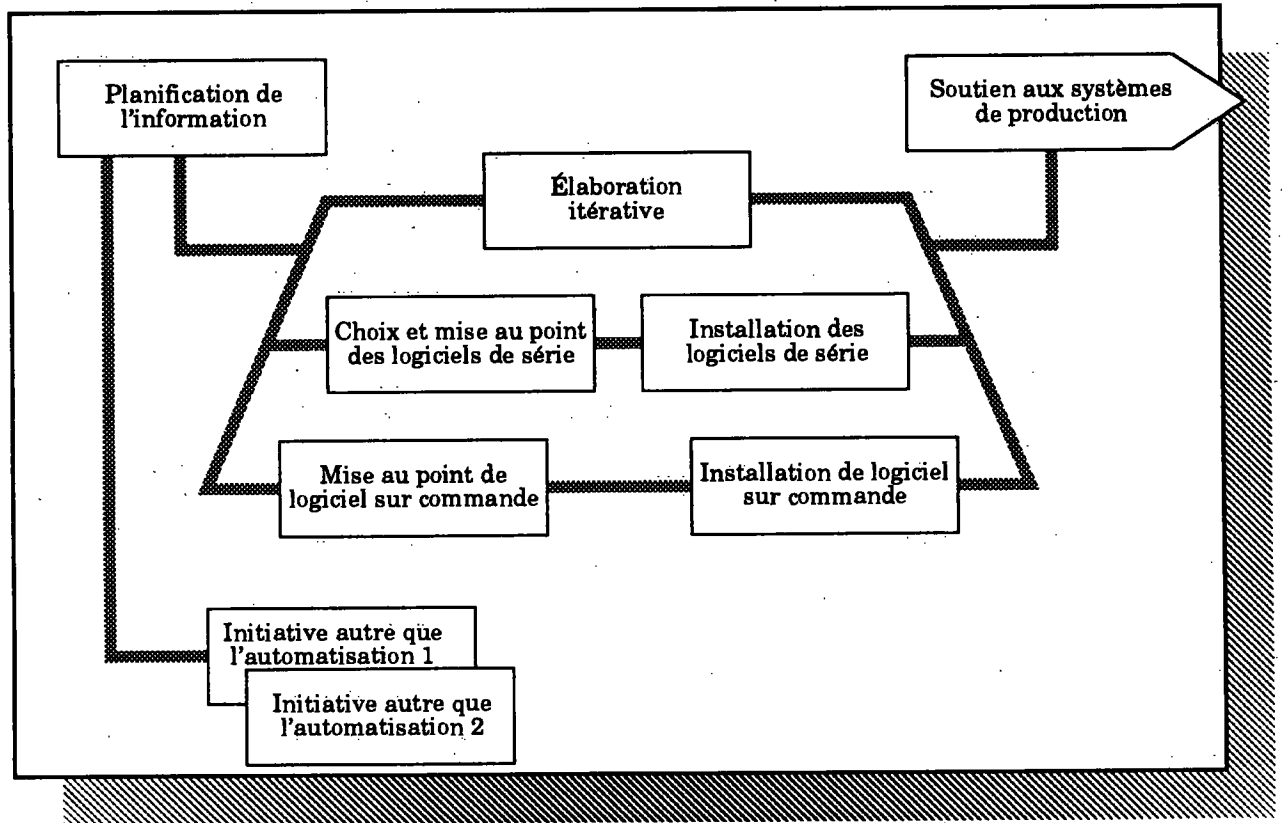 Planification de
l'information
Soutien aux systèmes
de production
Élaboration
itérative
Choix et mise au point
des logiciels de série
Installation des
logiciels de série
Mise au point de
logiciel sur commande
Installation de logiciel
sur commande
Initiative autre que
l'automatisation 1
Initiative autre que
l'automatisation 2